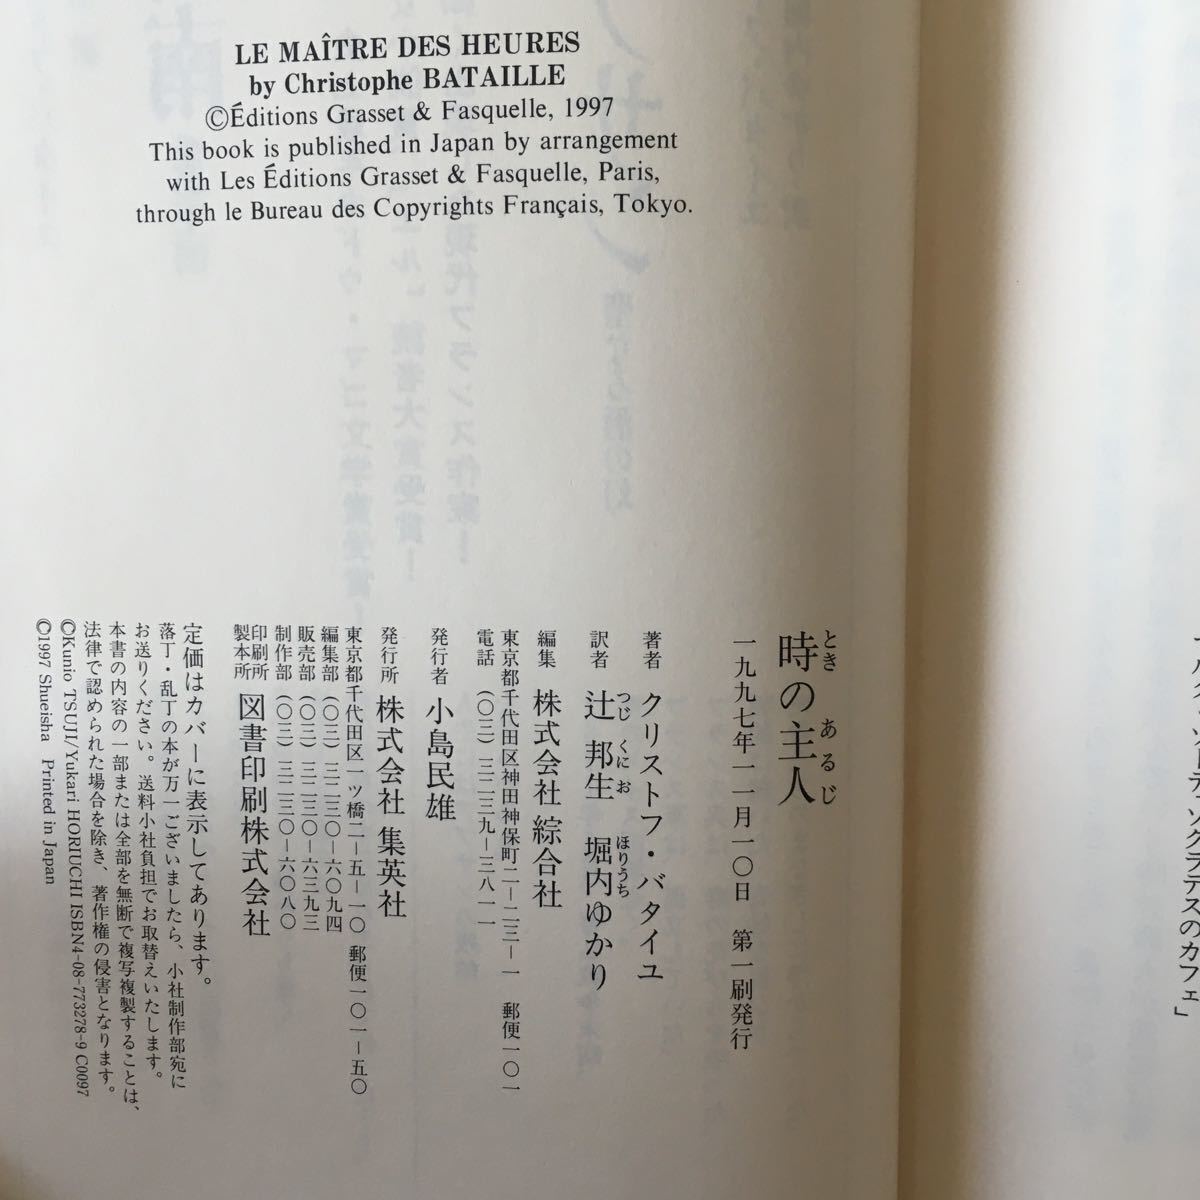 LE MAÎTRE DES HEURES
by Christophe BATAILLE
©Éditions Grasset & Fasquelle, 1997
This book is published in Japan by arrangement
with Les Éditions Grasset & Fasquelle, Paris,
through le Bureau des Copyrights Français, Tokyo.
時の主人
とき あるじ
一九九七年一一月一〇日 第一刷発行
著者 クリストフ・バタイユ
訳者 辻 邦生 堀内ゆかり
つじ くに お ほりうち
編集 株式会社 綜合社
東京都千代田区神田神保町二－二三－一 郵便一〇一
電話 (〇三) 三二三九－三八一一
発行者 小島民雄
発行所 株式会社 集英社
東京都千代田区一ツ橋二－五－一〇 郵便一〇一－五〇
編集部 (〇三) 三二三〇－六〇九四
販売部 (〇三) 三二三〇－六三九三
制作部 (〇三) 三二三〇－六〇八〇
印刷所
製本所 図書印刷株式会社
定価はカバーに表示してあります。
落丁・乱丁の本が万一ございましたら、小社制作部宛に
お送りください。送料小社負担でお取替えいたします。
本書の内容の一部または全部を無断で複写複製することは、
法律で認められた場合を除き、著作権の侵害となります。
©Kunio TSUJI/Yukari HORIUCHI ISBN4-08-773278-9 C0097
©1997 Shueisha Printed in Japan
ソクラテスのカフェ」